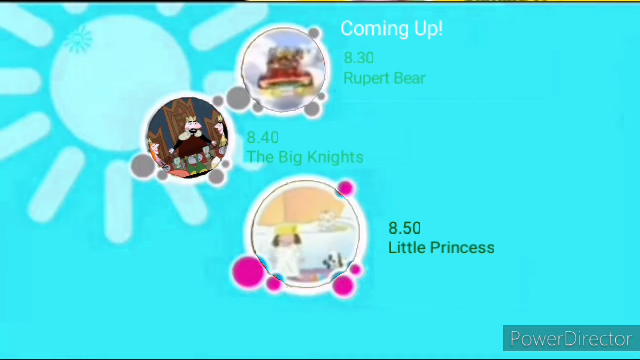 Coming Up!
8.30
Rupert Bear
8.40
The Big Knights
8.50
Little Princess
PowerDirector